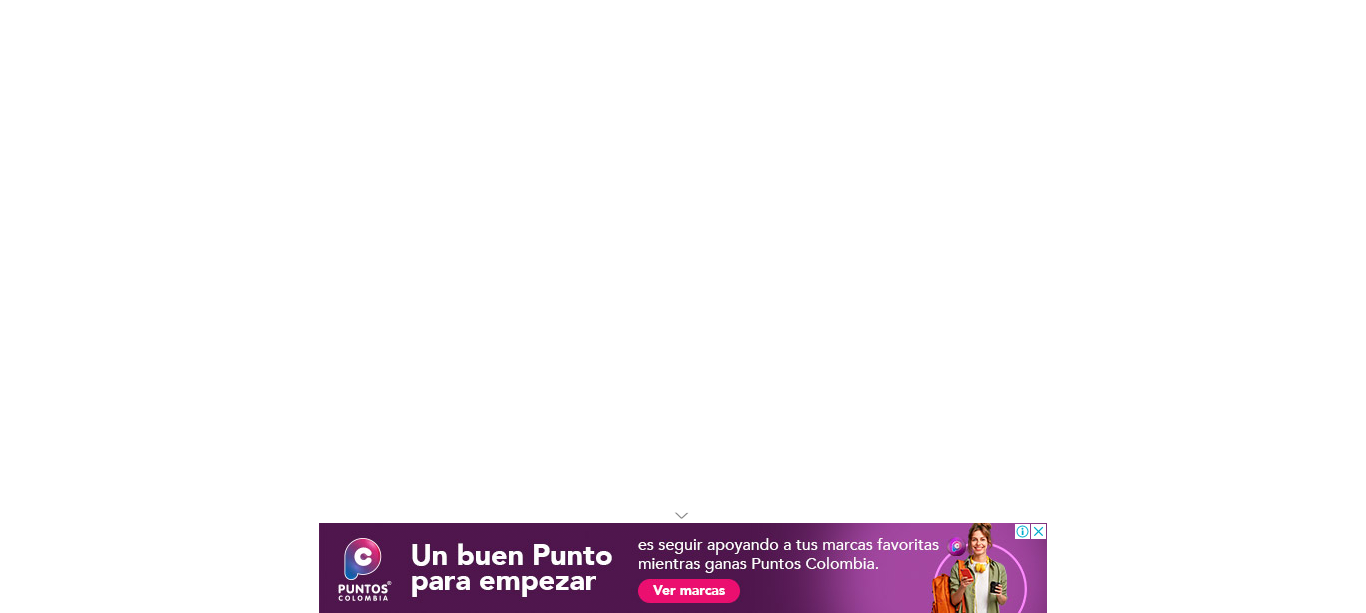 Un buen Punto
para empezar
es seguir apoyando a tus marcas favoritas
mientras ganas Puntos Colombia.
Ver marcas
PUNTOS®
COLOMBIA